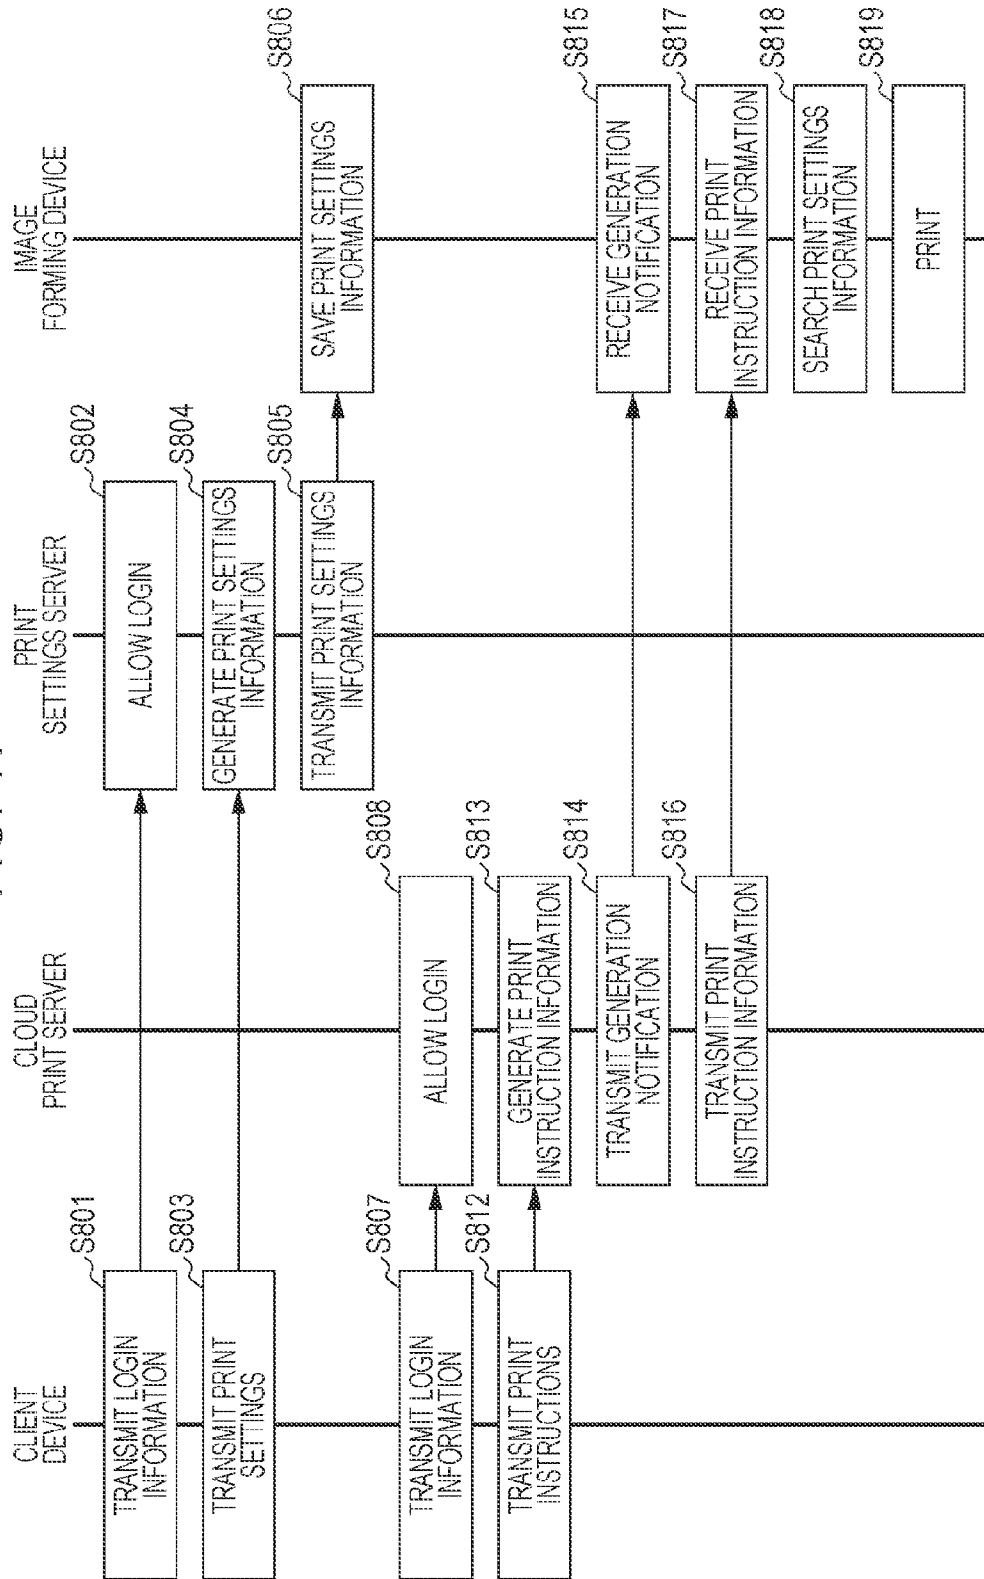 CLIENT
DEVICE
CLOUD
PRINT SERVER
PRINT
SETTINGS SERVER
IMAGE
FORMING DEVICE
S801
TRANSMIT LOGIN
INFORMATION
S802
ALLOW LOGIN
S803
TRANSMIT PRINT
SETTINGS
S804
GENERATE PRINT SETTINGS
INFORMATION
S805
TRANSMIT PRINT SETTINGS
INFORMATION
S806
SAVE PRINT SETTINGS
INFORMATION
S807
TRANSMIT LOGIN
INFORMATION
S808
ALLOW LOGIN
S812
TRANSMIT PRINT
INSTRUCTIONS
S813
GENERATE PRINT
INSTRUCTION INFORMATION
S814
TRANSMIT GENERATION
NOTIFICATION
S815
RECEIVE GENERATION
NOTIFICATION
S816
TRANSMIT PRINT
INSTRUCTION INFORMATION
S817
RECEIVE PRINT
INSTRUCTION INFORMATION
S818
SEARCH PRINT SETTINGS
INFORMATION
S819
PRINT